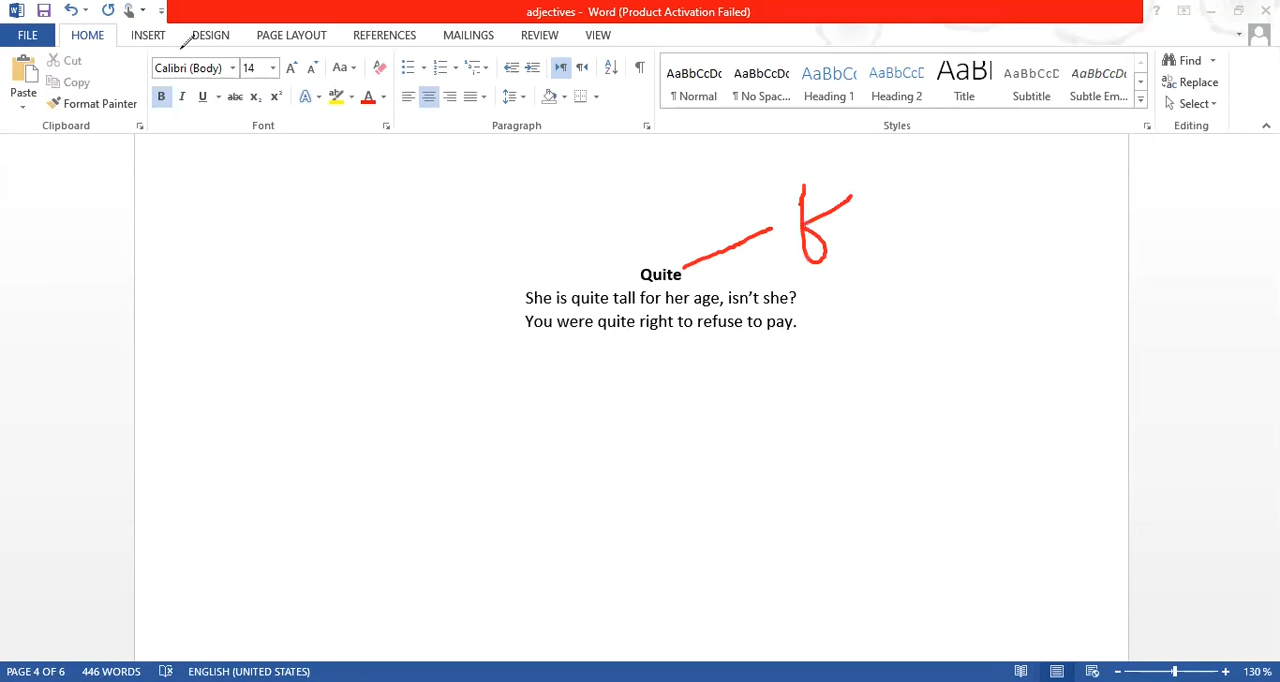 adjectives - Word (Product Activation Failed)
FILE HOME INSERT DESIGN PAGE LAYOUT REFERENCES MAILINGS REVIEW VIEW
Cut
Copy
Paste
Format Painter
Clipboard
Calibri (Body) 14
Font
Paragraph
AaBbCcDc AaBbCcDc AaBbCc AaBbCcD AaBl AaBbCcD AaBbCcDt
¶ Normal ¶ No Spac... Heading 1 Heading 2 Title Subtitle Subtle Em...
Styles
Find
Replace
Select
Editing
Quite
She is quite tall for her age, isn’t she?
You were quite right to refuse to pay.
PAGE 4 OF 6 446 WORDS ENGLISH (UNITED STATES) 130 %